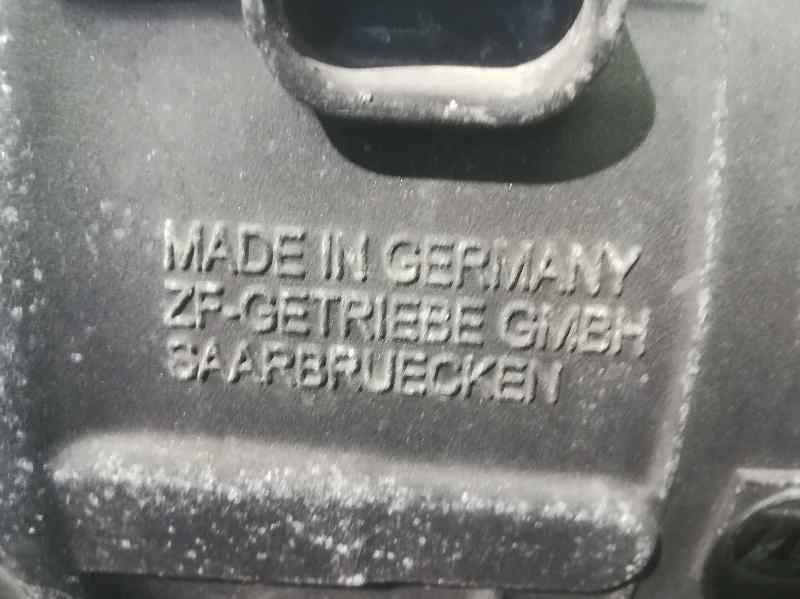 MADE IN GERMANY
ZF-GETRIEBE GMBH
SAARBRUECKEN